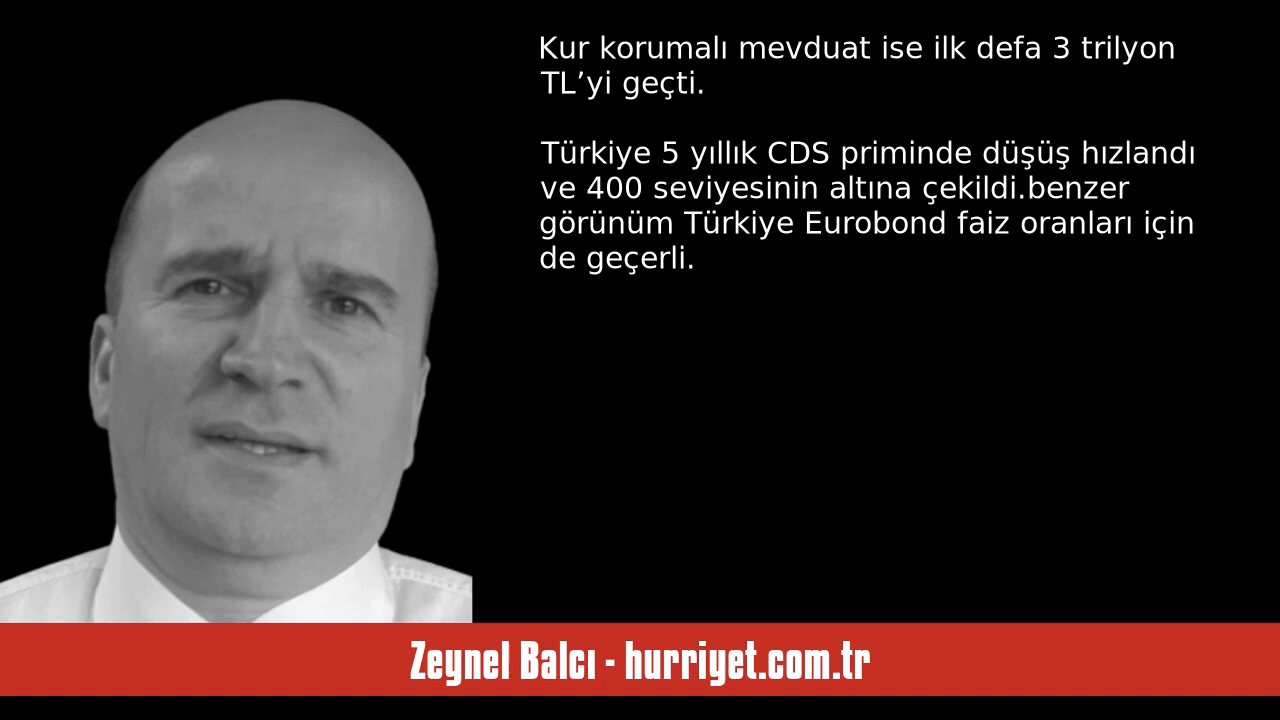 Kur korumalı mevduat ise ilk defa 3 trilyon
TL’yi geçti.
Türkiye 5 yıllık CDS priminde düşüş hızlandı
ve 400 seviyesinin altına çekildi.benzer
görünüm Türkiye Eurobond faiz oranları için
de geçerli.
Zeynel Balcı - hurriyet.com.tr